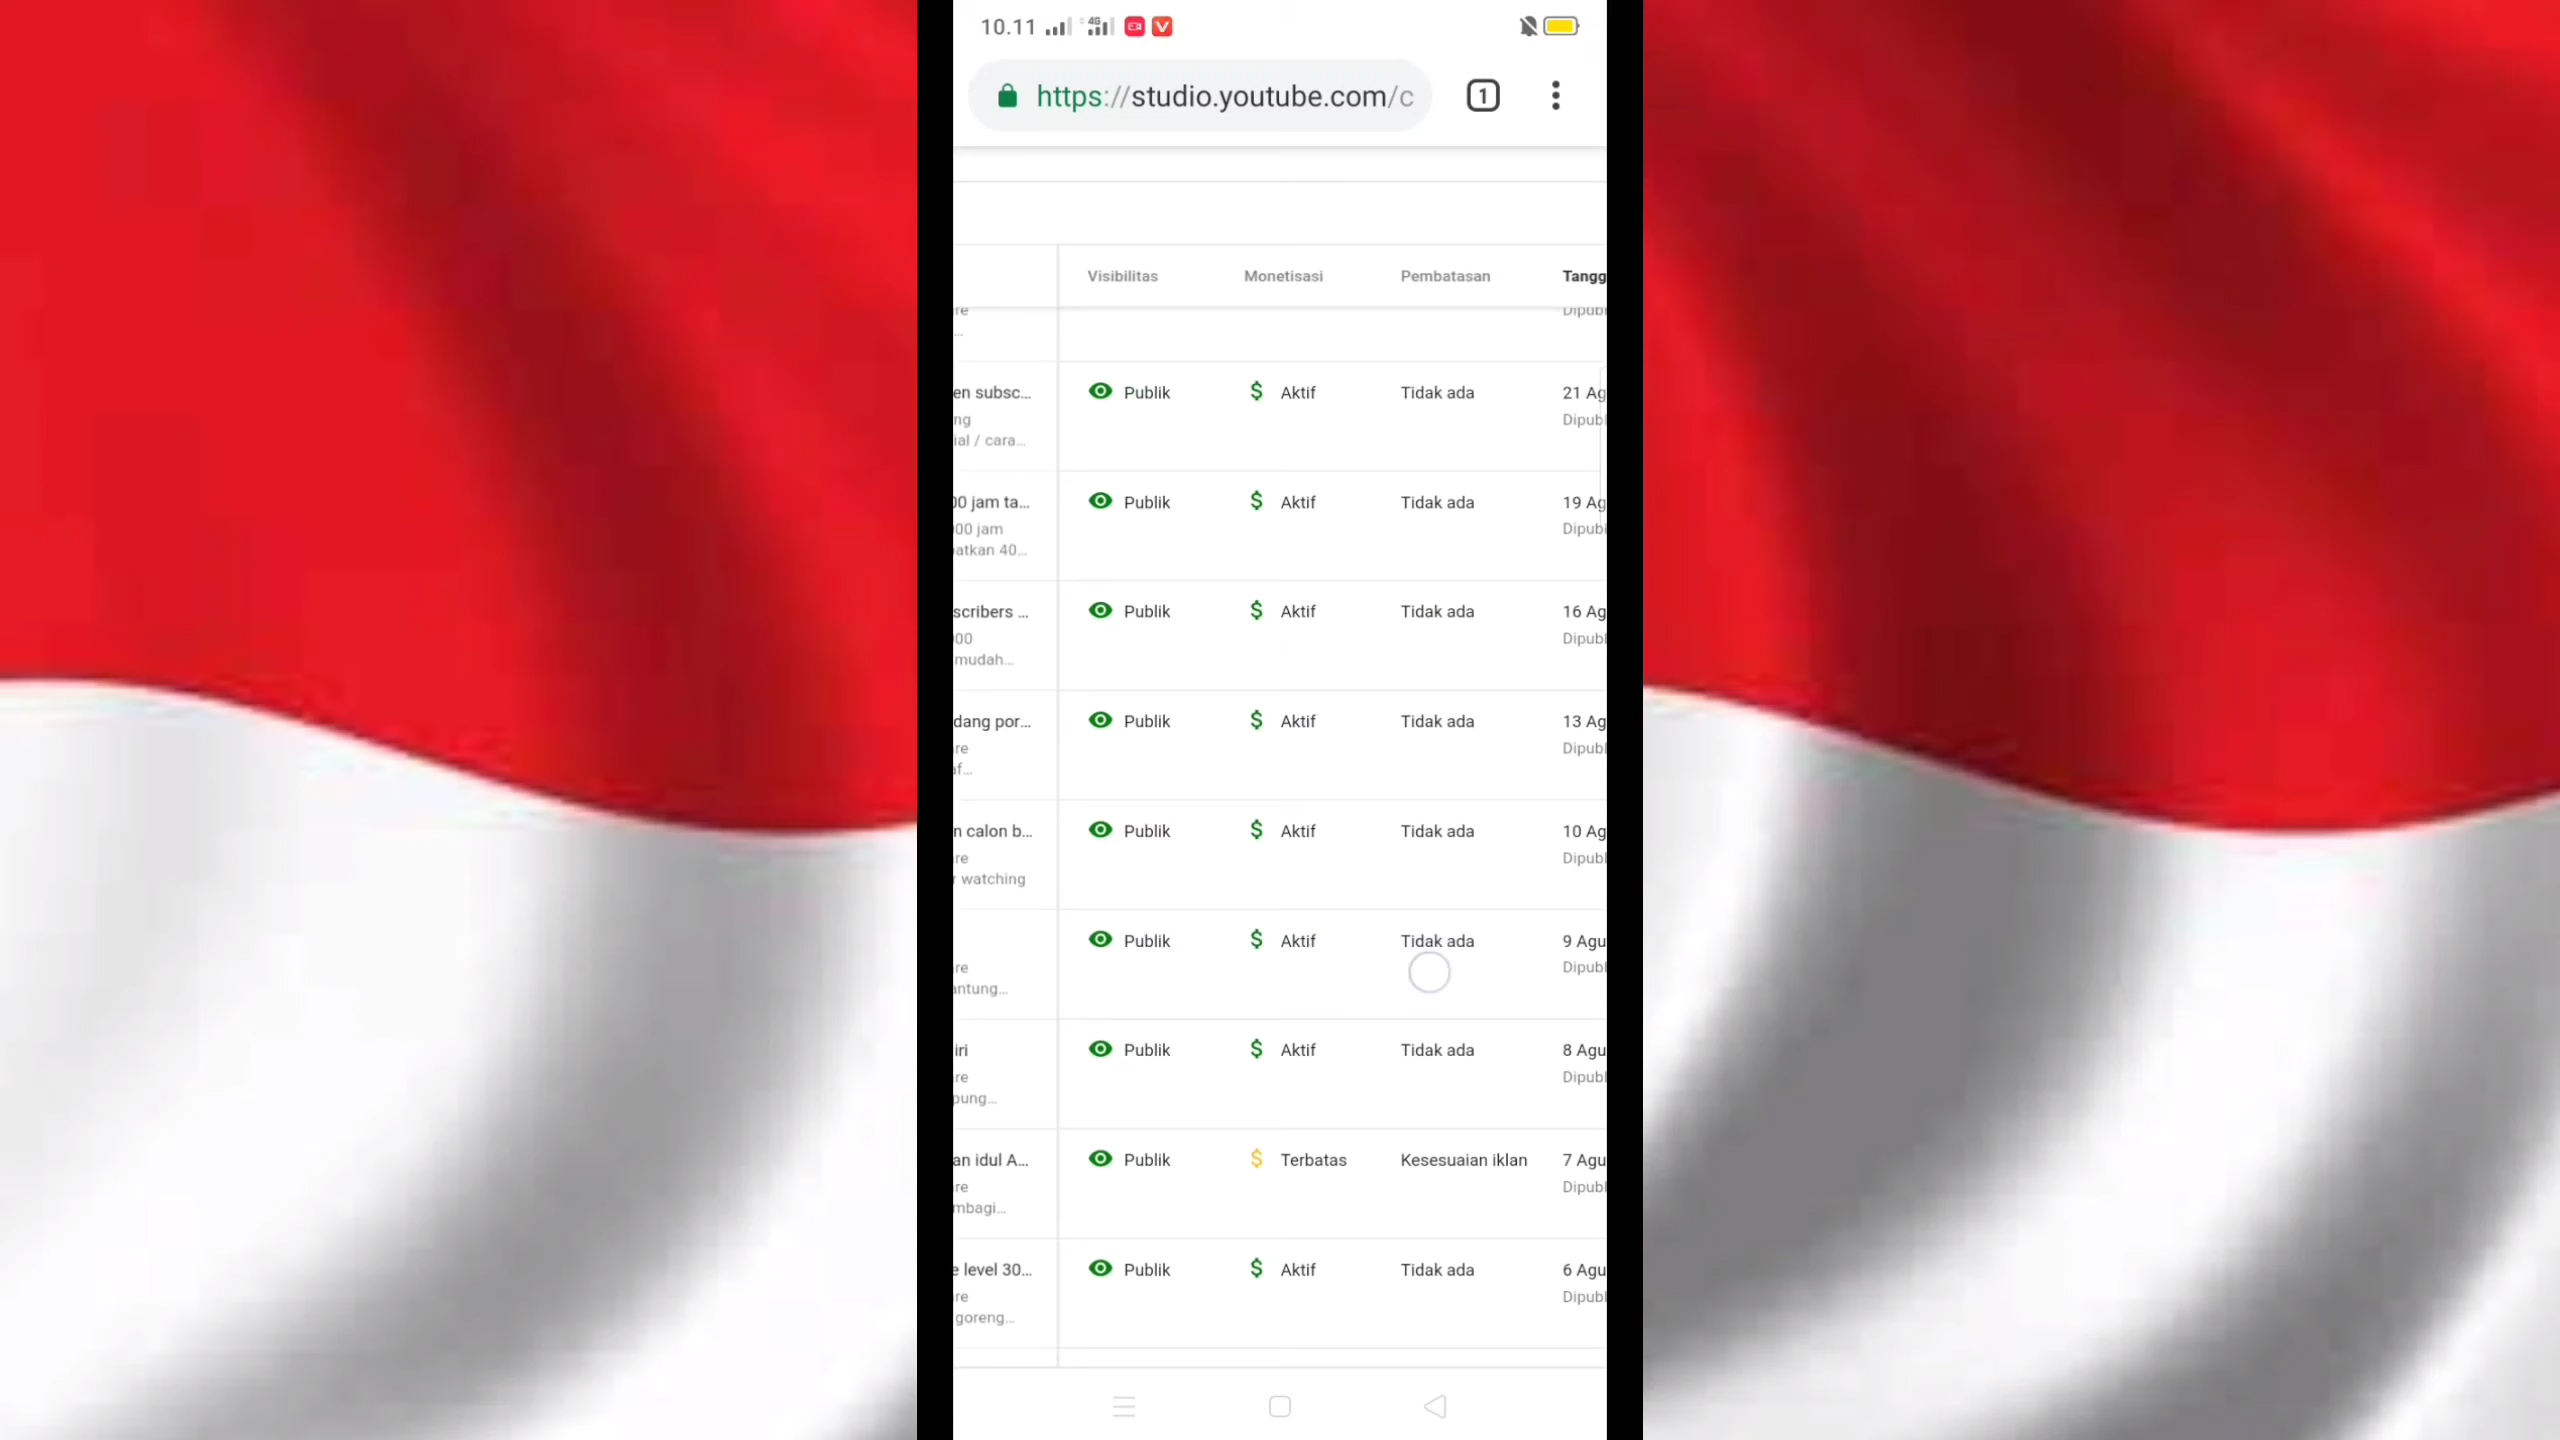 10.11
https://studio.youtube.com/c
1
Visibilitas Monetisasi Pembatasan Tangg
re
Dipubl
en subsc... Publik $ Aktif Tidak ada 21 Ag
ng Dipubl
ial / cara...
00 jam ta... Publik $ Aktif Tidak ada 19 Ag
000 jam Dipubl
atkan 40...
scribers ... Publik $ Aktif Tidak ada 16 Ag
000 Dipubl
mudah...
dang por... Publik $ Aktif Tidak ada 13 Ag
re Dipubl
af...
n calon b... Publik $ Aktif Tidak ada 10 Ag
re Dipubl
r watching
Publik $ Aktif Tidak ada 9 Agu
re Dipubl
antung...
iri Publik $ Aktif Tidak ada 8 Agu
re Dipubl
pung...
an idul A... Publik $ Terbatas Kesesuaian iklan 7 Agu
re Dipubl
mbagi...
e level 30... Publik $ Aktif Tidak ada 6 Agu
re Dipubl
goreng...